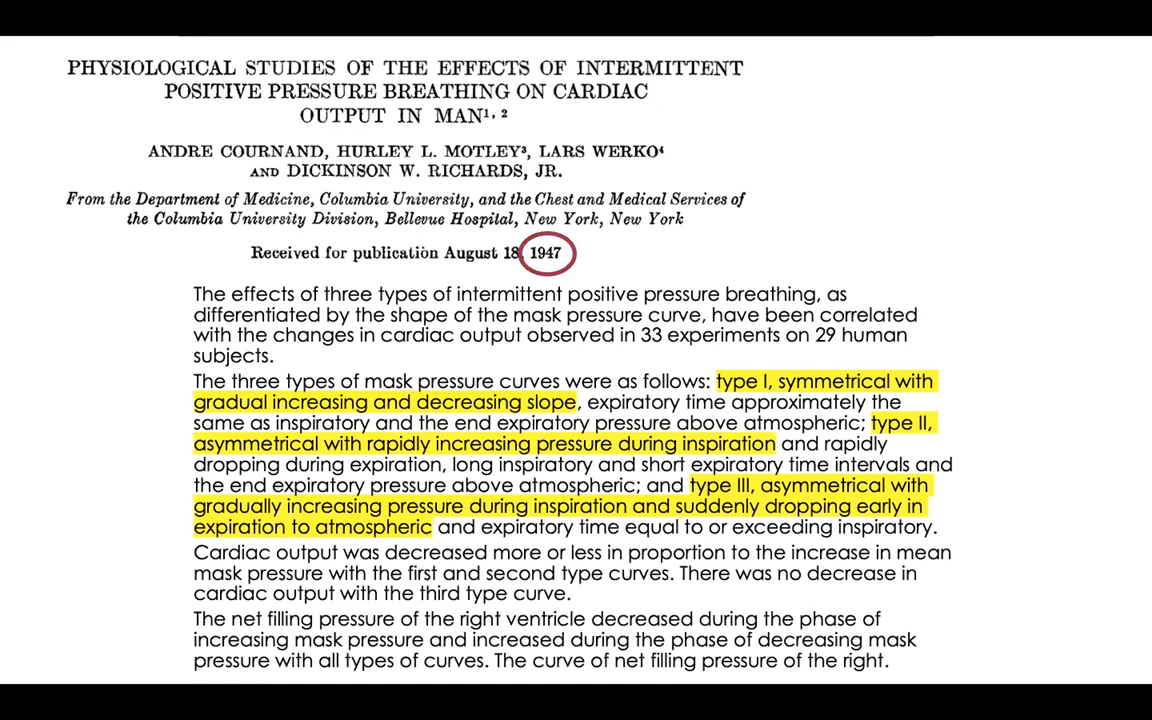 PHYSIOLOGICAL STUDIES OF THE EFFECTS OF INTERMITTENT
POSITIVE PRESSURE BREATHING ON CARDIAC
OUTPUT IN MAN¹, ²
ANDRE COURNAND, HURLEY L. MOTLEY³, LARS WERKO⁴
AND DICKINSON W. RICHARDS, JR.
From the Department of Medicine, Columbia University, and the Chest and Medical Services of
the Columbia University Division, Bellevue Hospital, New York, New York
Received for publication August 18, 1947
The effects of three types of intermittent positive pressure breathing, as
differentiated by the shape of the mask pressure curve, have been correlated
with the changes in cardiac output observed in 33 experiments on 29 human
subjects.
The three types of mask pressure curves were as follows: type I, symmetrical with
gradual increasing and decreasing slope, expiratory time approximately the
same as inspiratory and the end expiratory pressure above atmospheric; type II,
asymmetrical with rapidly increasing pressure during inspiration and rapidly
dropping during expiration, long inspiratory and short expiratory time intervals and
the end expiratory pressure above atmospheric; and type III, asymmetrical with
gradually increasing pressure during inspiration and suddenly dropping early in
expiration to atmospheric and expiratory time equal to or exceeding inspiratory.
Cardiac output was decreased more or less in proportion to the increase in mean
mask pressure with the first and second type curves. There was no decrease in
cardiac output with the third type curve.
The net filling pressure of the right ventricle decreased during the phase of
increasing mask pressure and increased during the phase of decreasing mask
pressure with all types of curves. The curve of net filling pressure of the right.